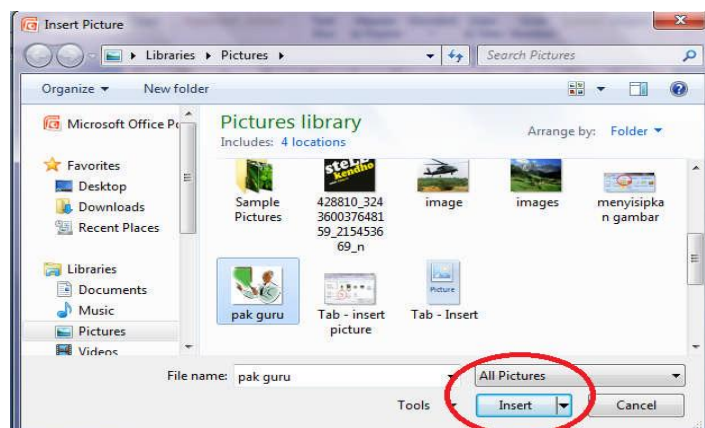 Insert Picture
Libraries Pictures Search Pictures
Organize New folder
Microsoft Office Po
Favorites
Desktop
Downloads
Recent Places
Libraries
Documents
Music
Pictures
Videos
Pictures library
Includes: 4 locations
Arrange by: Folder
Sample
Pictures
428810_324
3600376481
59_2154536
69_n
image
images
menyisipka
n gambar
pak guru
Tab - insert
picture
Tab - Insert
File name: pak guru All Pictures
Tools Insert Cancel